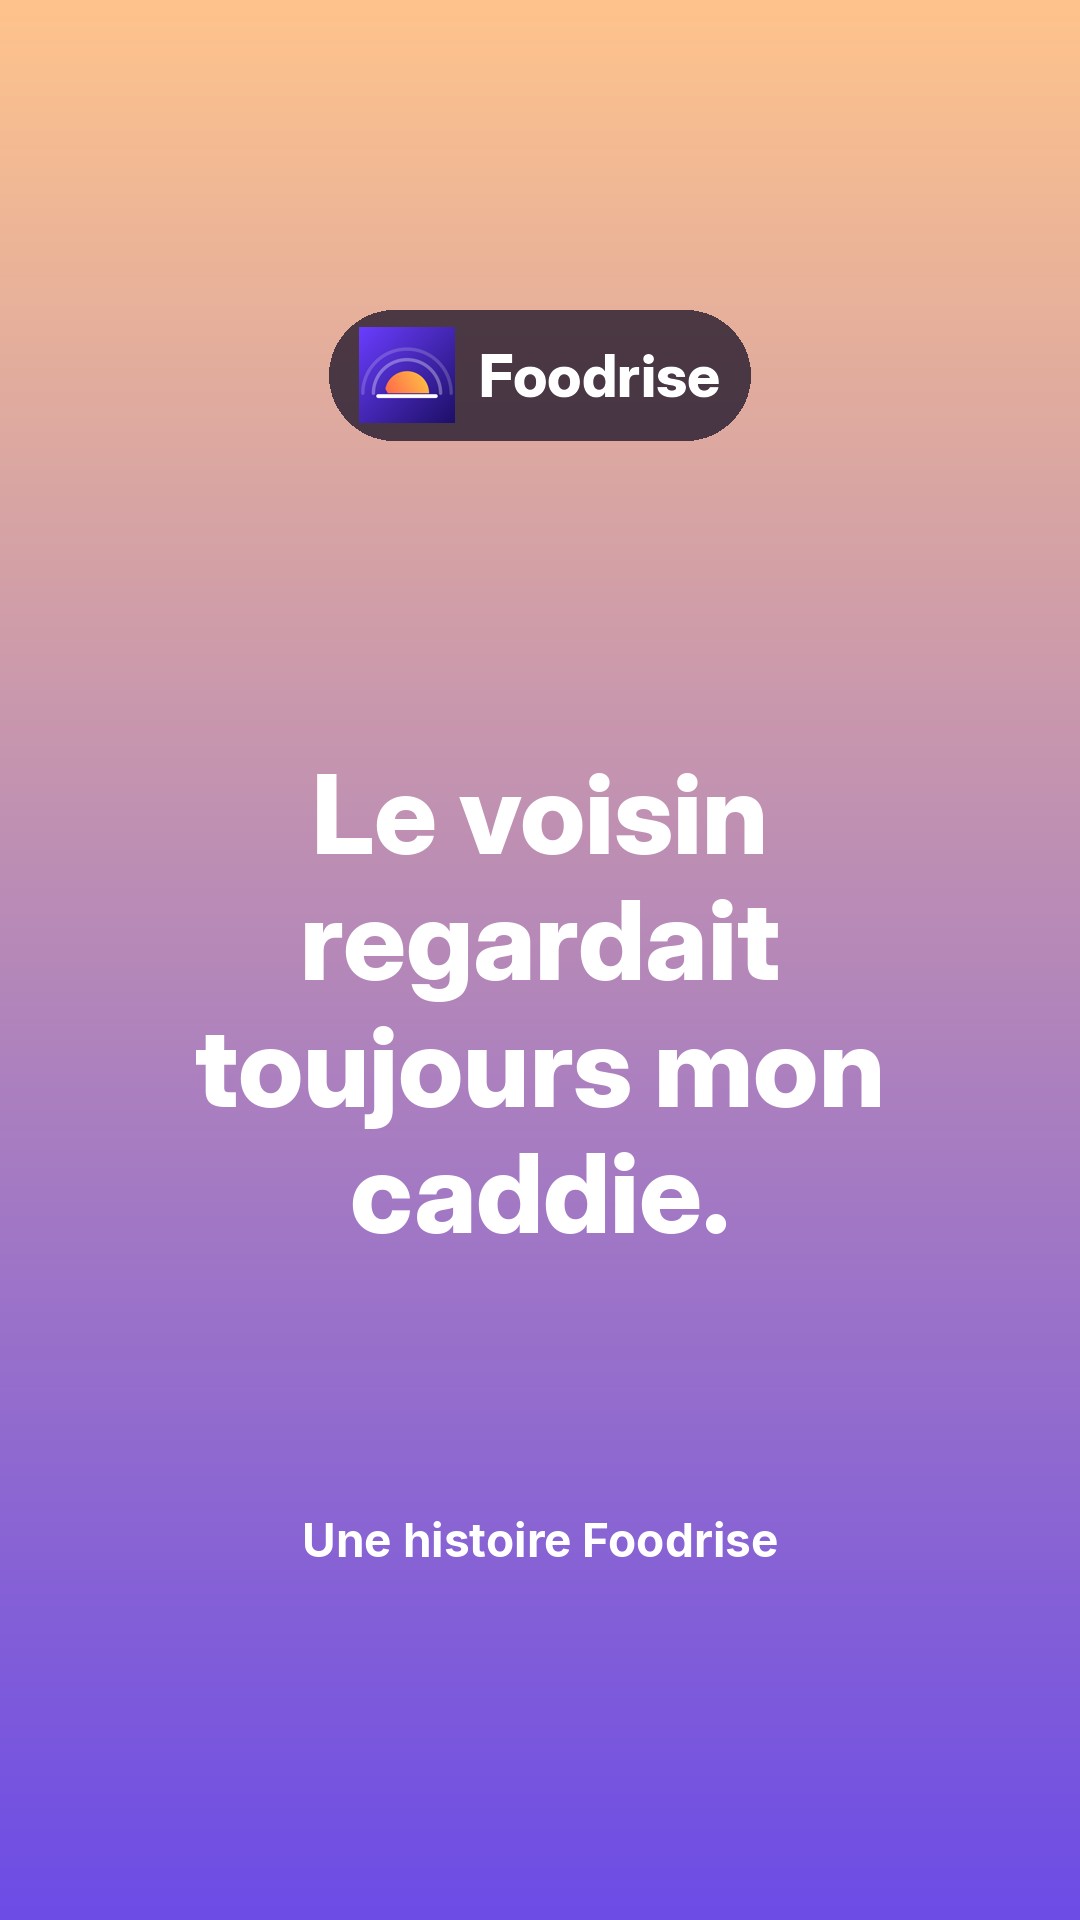 Foodrise
Le voisin
regardait
toujours mon
caddie.
Une histoire Foodrise